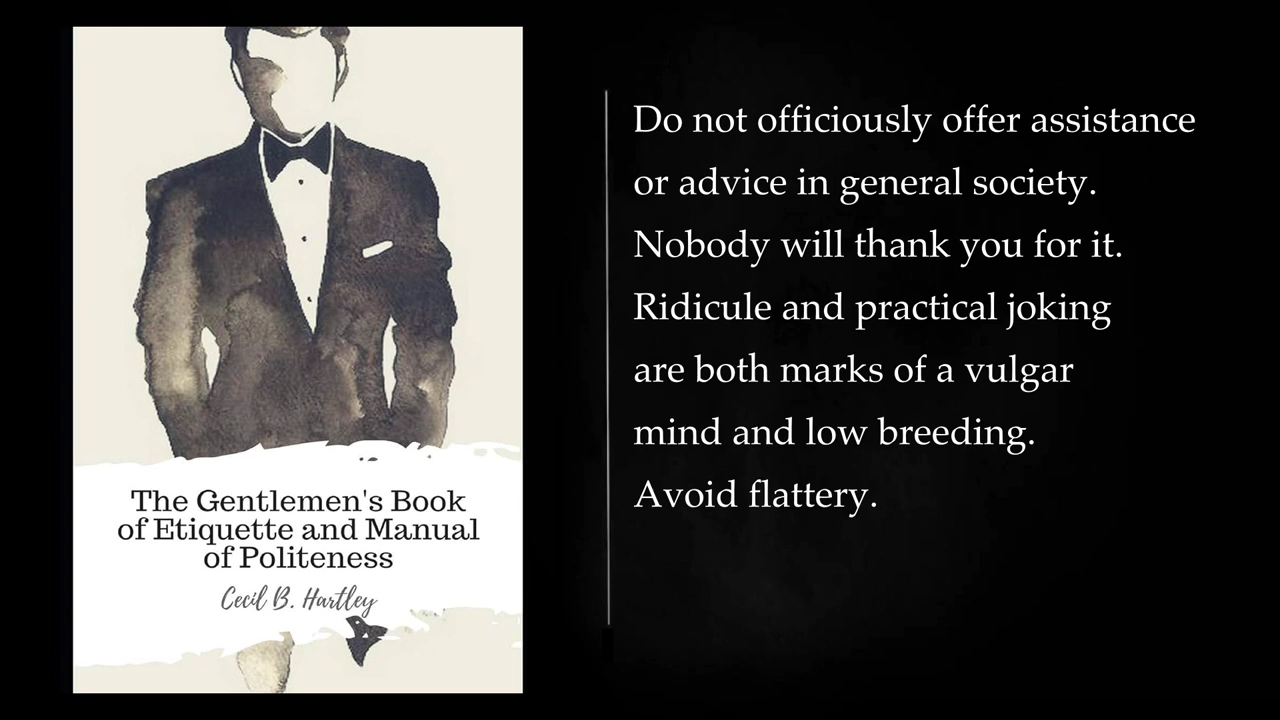 The Gentlemen's Book
of Etiquette and Manual
of Politeness
Cecil B. Hartley
Do not officiously offer assistance
or advice in general society.
Nobody will thank you for it.
Ridicule and practical joking
are both marks of a vulgar
mind and low breeding.
Avoid flattery.